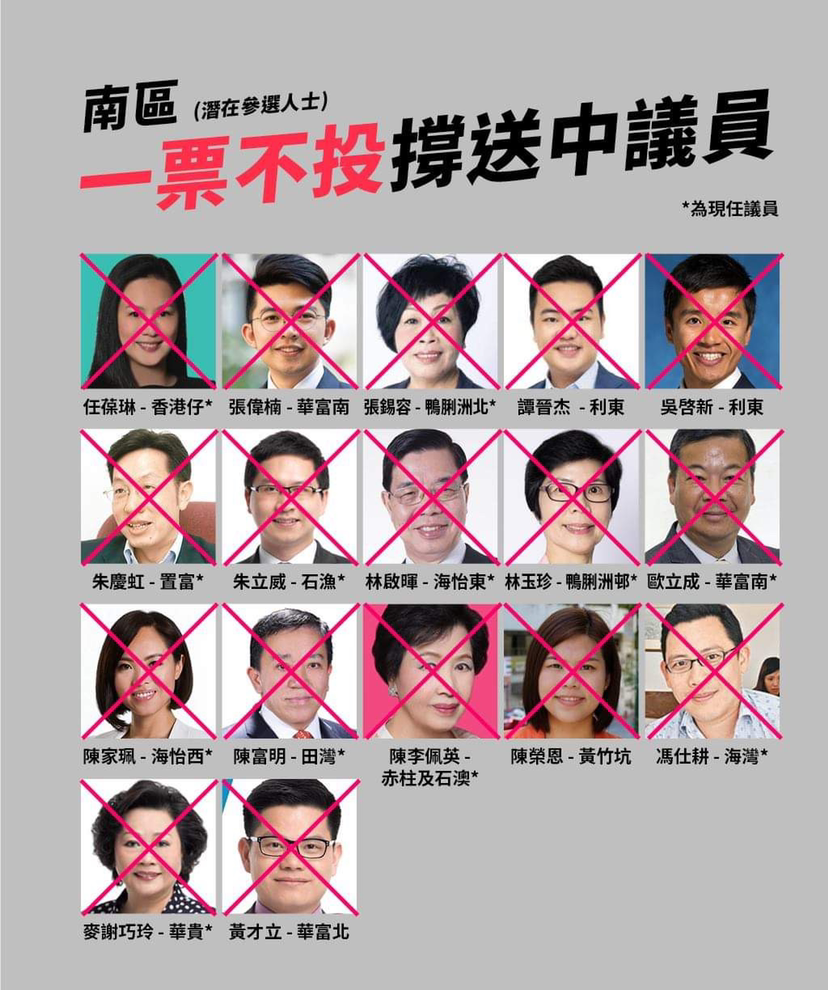 南區 (潛在參選人士)
一票不投撐送中議員
*為現任議員
任葆琳 - 香港仔*
張偉楠 - 華富南
張錫容 - 鴨脷洲北*
譚晉杰 - 利東
吳啓新 - 利東
朱慶虹 - 置富*
朱立威 - 石漁*
林啟暉 - 海怡東*
林玉珍 - 鴨脷洲邨*
歐立成 - 華富南*
陳家珮 - 海怡西*
陳富明 - 田灣*
陳李佩英 -
赤柱及石澳*
陳榮恩 - 黃竹坑
馮仕耕 - 海灣*
麥謝巧玲 - 華貴*
黃才立 - 華富北